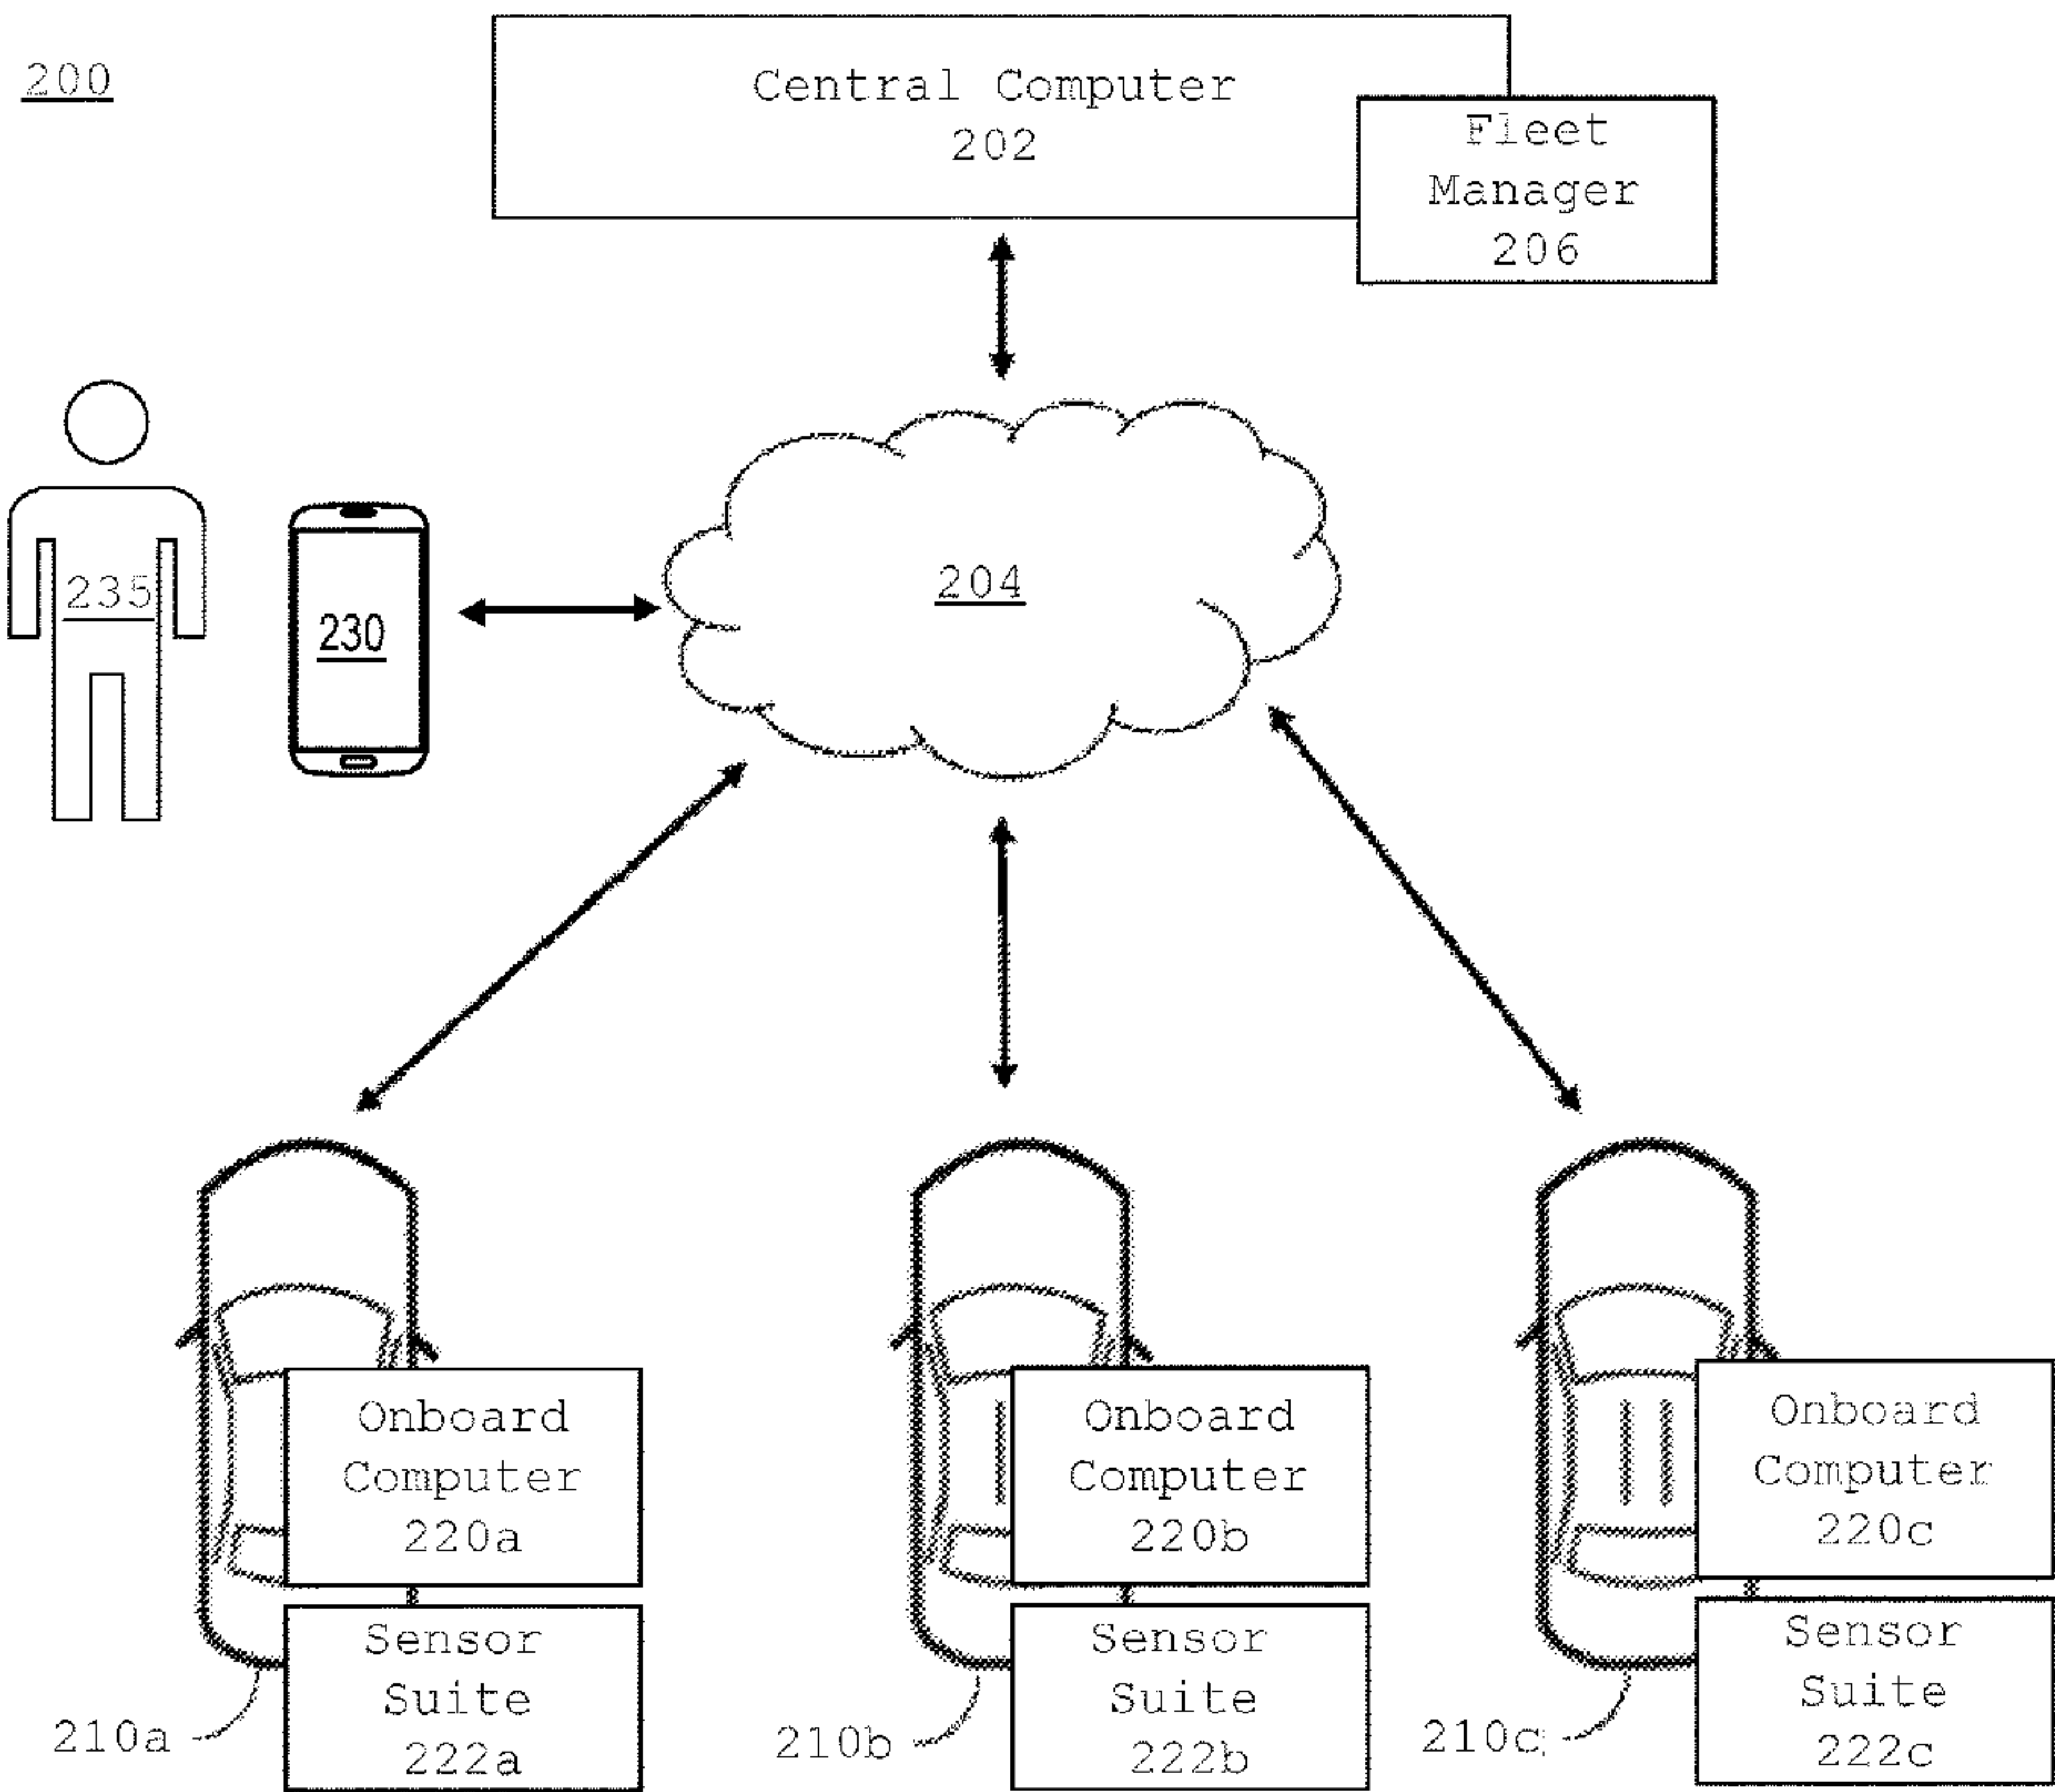 200
Central Computer
202
Fleet
Manager
206
235
230
204
Onboard
Computer
220a
Sensor
Suite
222a
210a
Onboard
Computer
220b
Sensor
Suite
222b
210b
Onboard
Computer
220c
Sensor
Suite
222c
210c